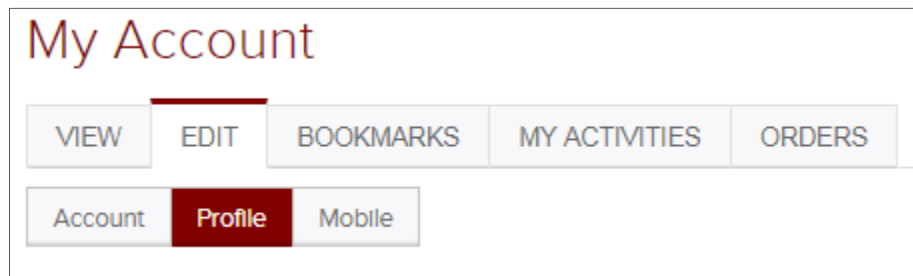 My Account
VIEW EDIT BOOKMARKS MY ACTIVITIES ORDERS
Account Profile Mobile